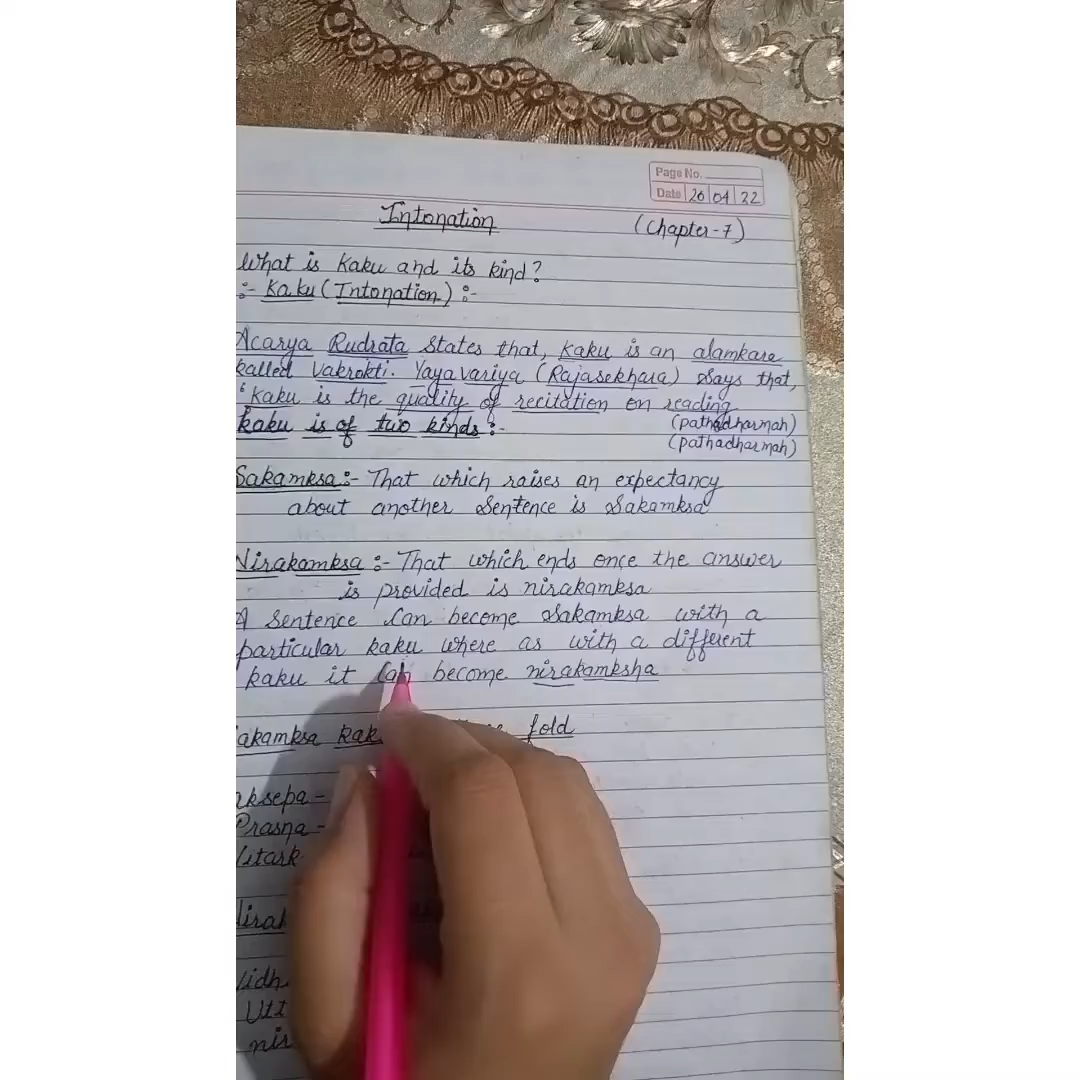 Page No.
Date 20 04 22
Intonation (Chapter-7)
What is Kaku and its kind?
:- Kaku (Intonation) :-
Acarya Rudrata States that, Kaku is an alamkara
called Vakrokti. Yayavariya (Rajasekhara) Says that,
'Kaku is the quality of recitation on reading
(pathadharmah)
Kaku is of two kinds :-
(pathadharmah)
Sakamksa :- That which raises an expectancy
about another Sentence is Sakamksa
Nirakamksa :- That which ends once the answer
is provided is nirakamksa
A Sentence Can become Sakamksa with a
particular kaku where as with a different
kaku it Can become nirakamksha
akamksa fold
aksepa -
Prasna -